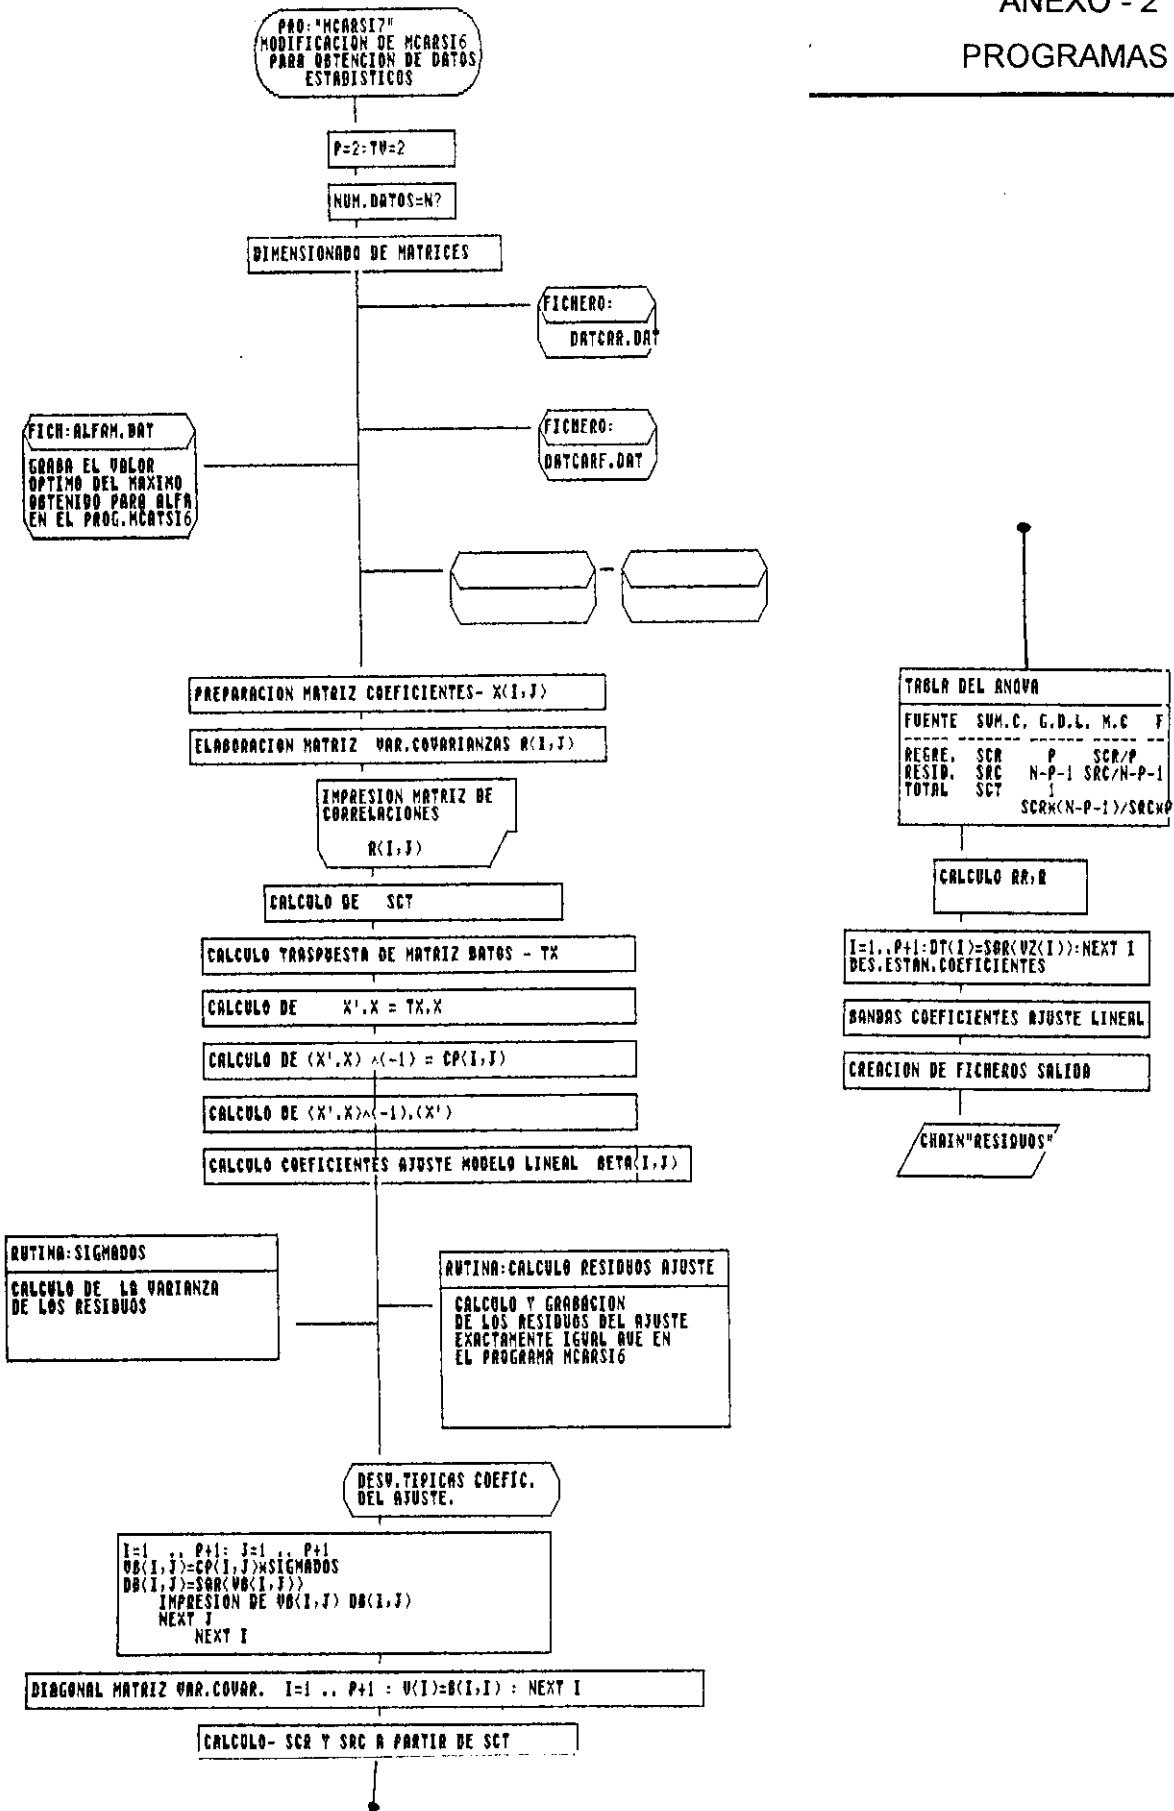 ANEXO - 2
PROGRAMAS
PRO:"MCARSI7"
MODIFICACION DE MCARSI6
PARA OBTENCION DE DATOS
ESTADISTICOS
P=2:TV=2
NUM.DATOS=N?
DIMENSIONADO DE MATRICES
FICHERO:
DATCAR.DAT
FICHERO:
DATCARF.DAT
FICH:ALFAM.DAT
GRABA EL VALOR
OPTIMO DEL MAXIMO
OBTENIDO PARA ALFA
EN EL PROG.MCATSI6
PREPARACION MATRIZ COEFICIENTES- X(I,J)
ELABORACION MATRIZ VAR.COVARIANZAS R(I,J)
IMPRESION MATRIZ DE
CORRELACIONES
R(I,J)
CALCULO DE SCT
CALCULO TRASPUESTA DE MATRIZ DATOS - TX
CALCULO DE X'.X = TX.X
CALCULO DE (X'.X) ^(-1) = CP(I,J)
CALCULO DE (X'.X)^(-1).(X')
CALCULO COEFICIENTES AJUSTE MODELO LINEAL BETA(I,J)
RUTINA:SIGMADOS
CALCULO DE LA VARIANZA
DE LOS RESIDUOS
RUTINA:CALCULO RESIDUOS AJUSTE
CALCULO Y GRABACION
DE LOS RESIDUOS DEL AJUSTE
EXACTAMENTE IGUAL QUE EN
EL PROGRAMA MCARSI6
DESV.TIPICAS COEFIC.
DEL AJUSTE.
I=1 .. P+1: J=1 .. P+1
VB(I,J)=CP(I,J)*SIGMADOS
DB(I,J)=SQR(VB(I,J))
IMPRESION DE VB(I,J) DB(I,J)
NEXT J
NEXT I
DIAGONAL MATRIZ VAR.COVAR. I=1 .. P+1 : V(I)=B(I,I) : NEXT I
CALCULO- SCR Y SRC A PARTIR DE SCT
TABLA DEL ANOVA
FUENTE SUM.C. G.D.L. M.C F
REGRE. SCR P SCR/P
RESID. SRC N-P-1 SRC/N-P-1
TOTAL SCT 1
SCR*(N-P-1)/SRC*P
CALCULO RR,R
I=1..P+1:DT(I)=SQR(VZ(I)):NEXT I
DES.ESTAN.COEFICIENTES
BANDAS COEFICIENTES AJUSTE LINEAL
CREACION DE FICHEROS SALIDA
CHAIN"RESIDUOS"